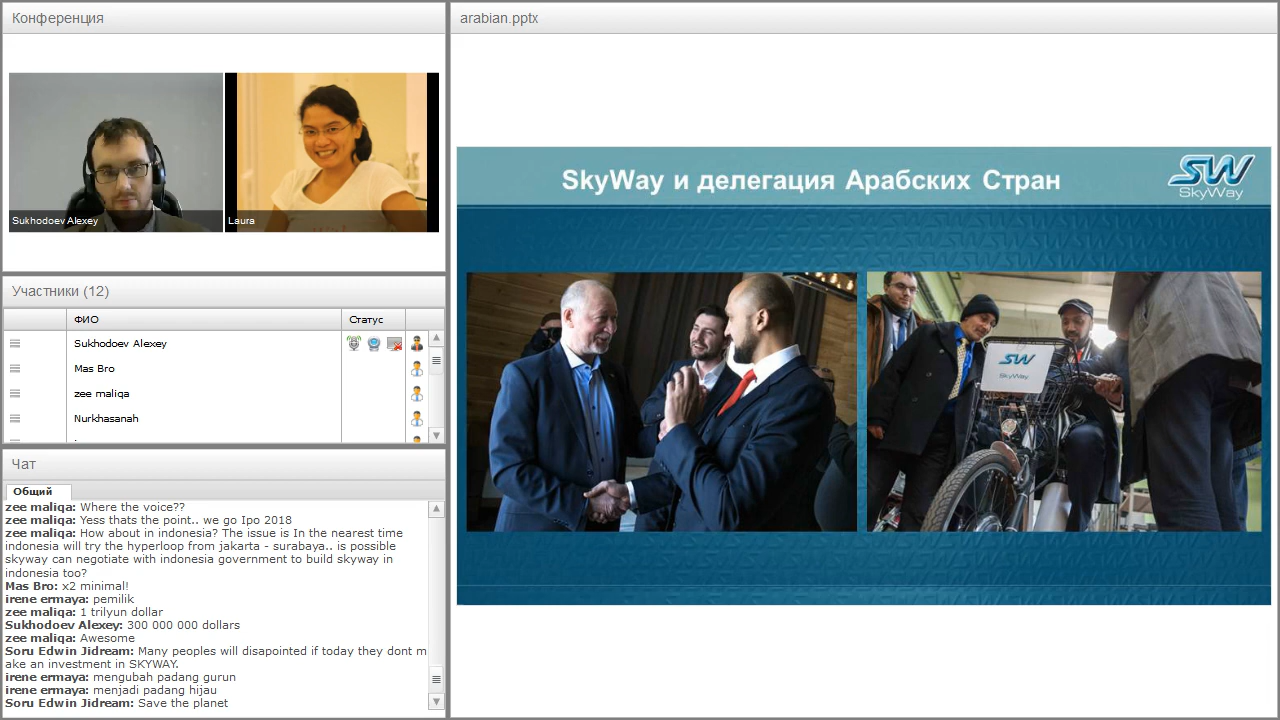 Конференция
Sukhodoev Alexey
Laura
Участники (12)
ФИО
Статус
Sukhodoev Alexey
Mas Bro
zee maliqa
Nurkhasanah
Чат
Общий
zee maliqa: Where the voice??
zee maliqa: Yess thats the point.. we go Ipo 2018
zee maliqa: How about in indonesia? The issue is In the nearest time
indonesia will try the hyperloop from jakarta - surabaya.. is possible
skyway can negotiate with indonesia government to build skyway in
indonesia too?
Mas Bro: x2 minimal!
irene ermaya: pemilik
zee maliqa: 1 trilyun dollar
Sukhodoev Alexey: 300 000 000 dollars
zee maliqa: Awesome
Soru Edwin Jidream: Many peoples will disapointed if today they dont m
ake an investment in SKYWAY.
irene ermaya: mengubah padang gurun
irene ermaya: menjadi padang hijau
Soru Edwin Jidream: Save the planet
arabian.pptx
SkyWay и делегация Арабских Стран
SW
SkyWay
SW
SkyWay